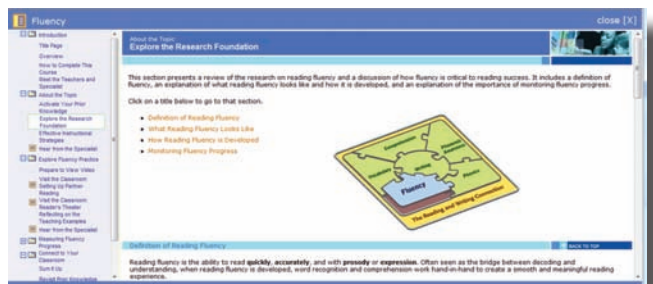 Fluency
close [X]
Introduction
Title Page
Overview
How to Complete This
Course
Meet the Teachers and
Specialist
About the Topic
Activate Your Prior
Knowledge
Explore the Research
Foundation
Effective Instructional
Strategies
Hear from the Specialist
Explore Fluency Practice
Prepare to View Video
Visit the Classroom:
Setting Up Partner
Reading
Visit the Classroom:
Reader's Theater
Reflecting on the
Teaching Examples
Hear from the Specialist
Measuring Fluency
Progress
Connect to Your
Classroom
Sum It Up
Revisit Prior Knowledge
About the Topic
Explore the Research Foundation
This section presents a review of the research on reading fluency and a discussion of how fluency is critical to reading success. It includes a definition of
fluency, an explanation of what reading fluency looks like and how it is developed, and an explanation of the importance of monitoring fluency progress.
Click on a title below to go to that section.
Definition of Reading Fluency
What Reading Fluency Looks Like
How Reading Fluency is Developed
Monitoring Fluency Progress
Comprehension
Phonemic
Awareness
Vocabulary
Writing
Phonics
Fluency
The Reading and Writing Connection
Definition of Reading Fluency
BACK TO TOP
Reading fluency is the ability to read quickly, accurately, and with prosody or expression. Often seen as the bridge between decoding and
understanding, when reading fluency is developed, word recognition and comprehension work hand-in-hand to create a smooth and meaningful reading
experience.